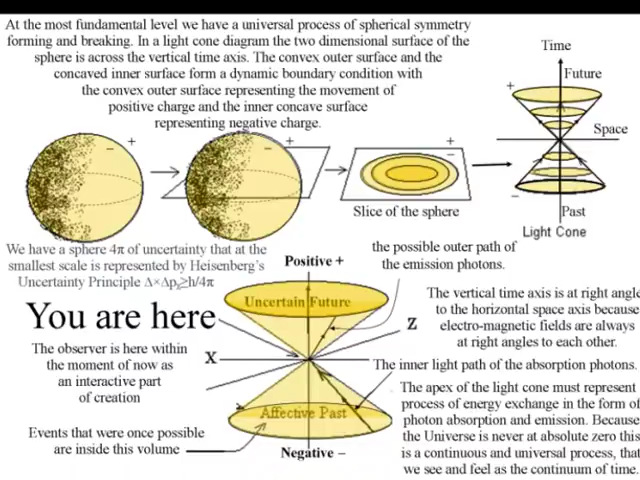 At the most fundamental level we have a universal process of spherical symmetry
forming and breaking. In a light cone diagram the two dimensional surface of the
sphere is across the vertical time axis. The convex outer surface and the
concaved inner surface form a dynamic boundary condition with
the convex outer surface representing the movement of
positive charge and the inner concave surface
representing negative charge.
Time
+
Future
Space
−
Past
Light Cone
− +
+
−
+
−
Slice of the sphere
We have a sphere 4π of uncertainty that at the
smallest scale is represented by Heisenberg's
Uncertainty Principle Δ×Δpₓ≥h/4π
the possible outer path of
the emission photons.
Positive +
Uncertain Future
You are here
The observer is here within
the moment of now as
an interactive part
of creation
X
Z
The vertical time axis is at right angle
to the horizontal space axis because
electro-magnetic fields are always
at right angles to each other.
The inner light path of the absorption photons.
Affective Past
Negative −
Events that were once possible
are inside this volume
The apex of the light cone must represent
process of energy exchange in the form of
photon absorption and emission. Because
the Universe is never at absolute zero this
is a continuous and universal process, that
we see and feel as the continuum of time.